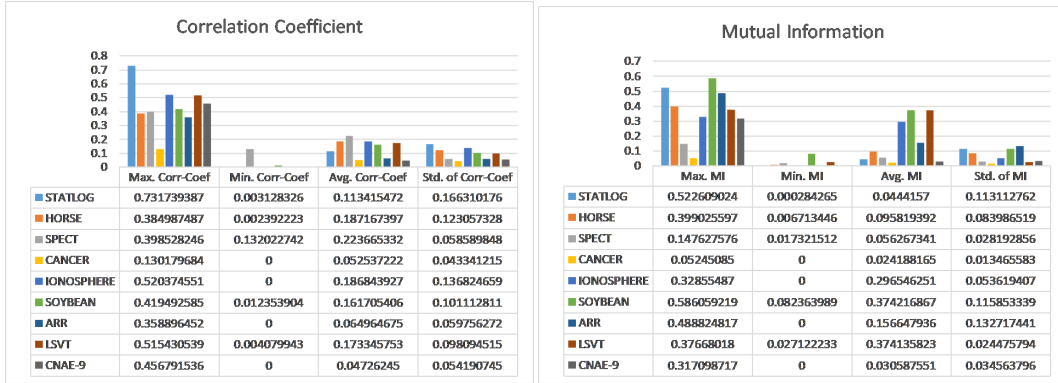 Correlation Coefficient
0.8
0.7
0.6
0.5
0.4
0.3
0.2
0.1
0
Max. Corr-Coef Min. Corr-Coef Avg. Corr-Coef Std. of Corr-Coef
STATLOG 0.731739387 0.003128326 0.113415472 0.166310176
HORSE 0.384987487 0.002392223 0.187167397 0.123057328
SPECT 0.398528246 0.132022742 0.223665332 0.058589848
CANCER 0.130179684 0 0.052537222 0.043341215
IONOSPHERE 0.520374551 0 0.186843927 0.136824659
SOYBEAN 0.419492585 0.012353904 0.161705406 0.101112811
ARR 0.358896452 0 0.064964675 0.059756272
LSVT 0.515430539 0.004079943 0.173345753 0.098094515
CNAE-9 0.456791536 0 0.04726245 0.054190745
Mutual Information
0.7
0.6
0.5
0.4
0.3
0.2
0.1
0
Max. MI Min. MI Avg. MI Std. of MI
STATLOG 0.522609024 0.000284265 0.0444157 0.113112762
HORSE 0.399025597 0.006713446 0.095819392 0.083986519
SPECT 0.147627576 0.017321512 0.056267341 0.028192856
CANCER 0.05245085 0 0.024188165 0.013465583
IONOSPHERE 0.32855487 0 0.296546251 0.053619407
SOYBEAN 0.586059219 0.082363989 0.374216867 0.115853339
ARR 0.488824817 0 0.156647936 0.132717441
LSVT 0.37668018 0.027122233 0.374135823 0.024475794
CNAE-9 0.317098717 0 0.030587551 0.034563796